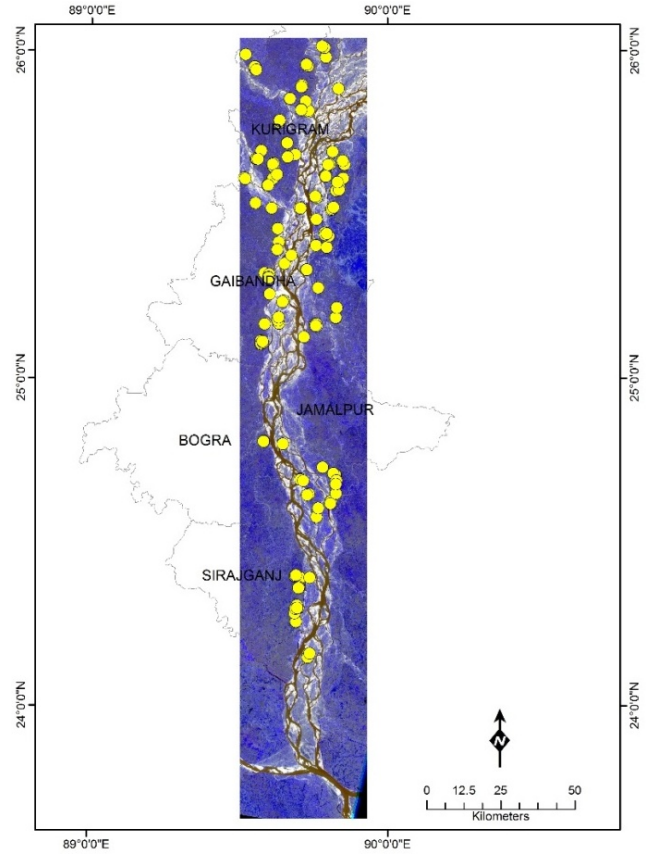 89°0'0"E 90°0'0"E
26°0'0"N 26°0'0"N
KURIGRAM
GAIBANDHA
25°0'0"N 25°0'0"N
JAMALPUR
BOGRA
SIRAJGANJ
24°0'0"N 24°0'0"N
N
0 12.5 25 50
Kilometers
89°0'0"E 90°0'0"E